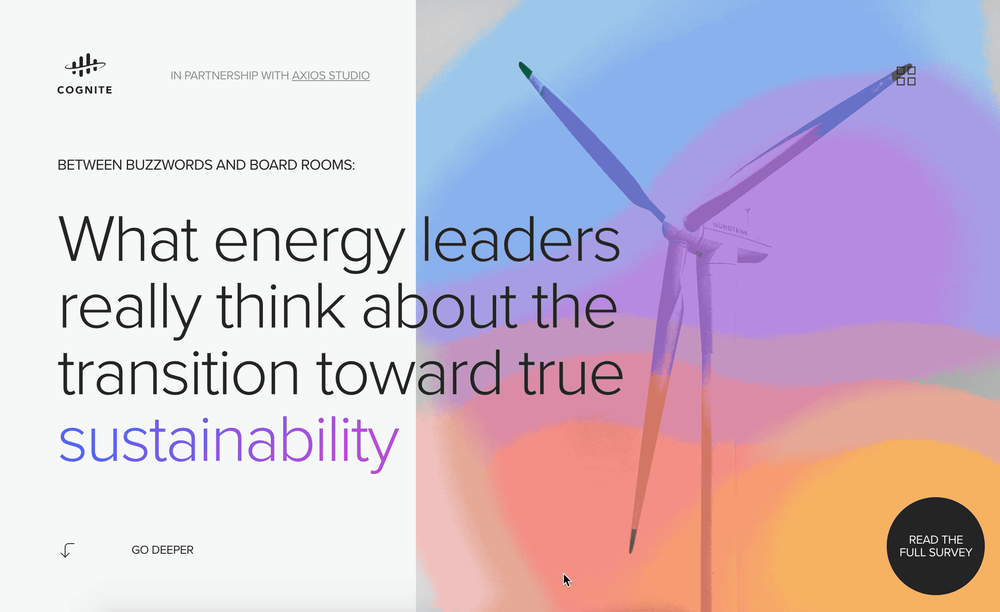 COGNITE
IN PARTNERSHIP WITH AXIOS STUDIO
BETWEEN BUZZWORDS AND BOARD ROOMS:
What energy leaders
really think about the
transition toward true
sustainability
NORDTANK
GO DEEPER
READ THE
FULL SURVEY